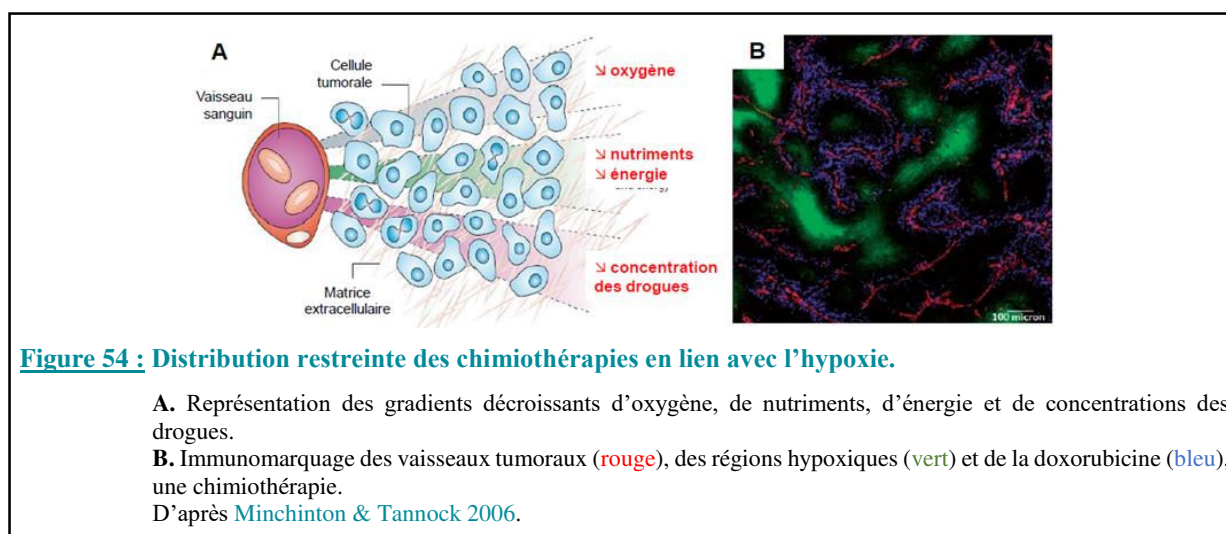 A
Cellule
tumorale
Vaisseau
sanguin
↘ oxygène
↘ nutriments
↘ énergie
↘ concentration
des drogues
Matrice
extracellulaire
B
100 micron
Figure 54 : Distribution restreinte des chimiothérapies en lien avec l’hypoxie.
A. Représentation des gradients décroissants d’oxygène, de nutriments, d’énergie et de concentrations des
drogues.
B. Immunomarquage des vaisseaux tumoraux (rouge), des régions hypoxiques (vert) et de la doxorubicine (bleu),
une chimiothérapie.
D’après Minchinton & Tannock 2006.